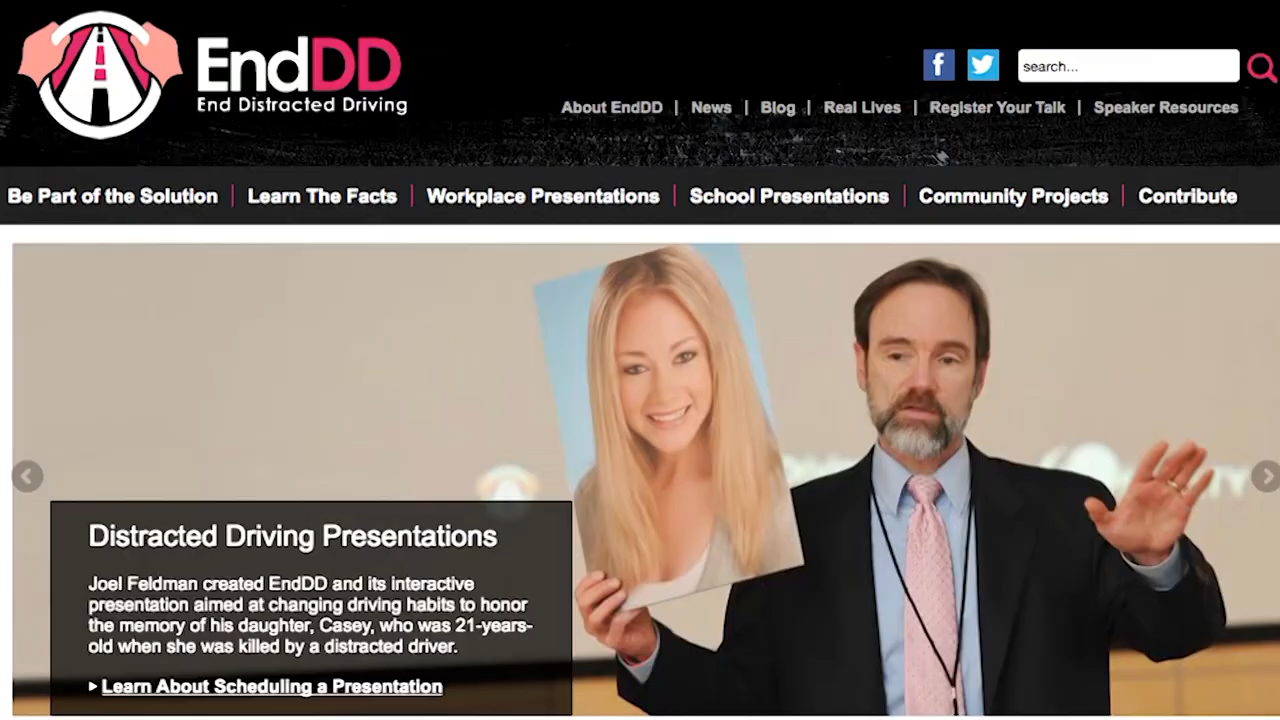 EndDD
End Distracted Driving
f
search...
About EndDD | News | Blog | Real Lives | Register Your Talk | Speaker Resources
Be Part of the Solution | Learn The Facts | Workplace Presentations | School Presentations | Community Projects | Contribute
Distracted Driving Presentations
Joel Feldman created EndDD and its interactive
presentation aimed at changing driving habits to honor
the memory of his daughter, Casey, who was 21-years-
old when she was killed by a distracted driver.
Learn About Scheduling a Presentation